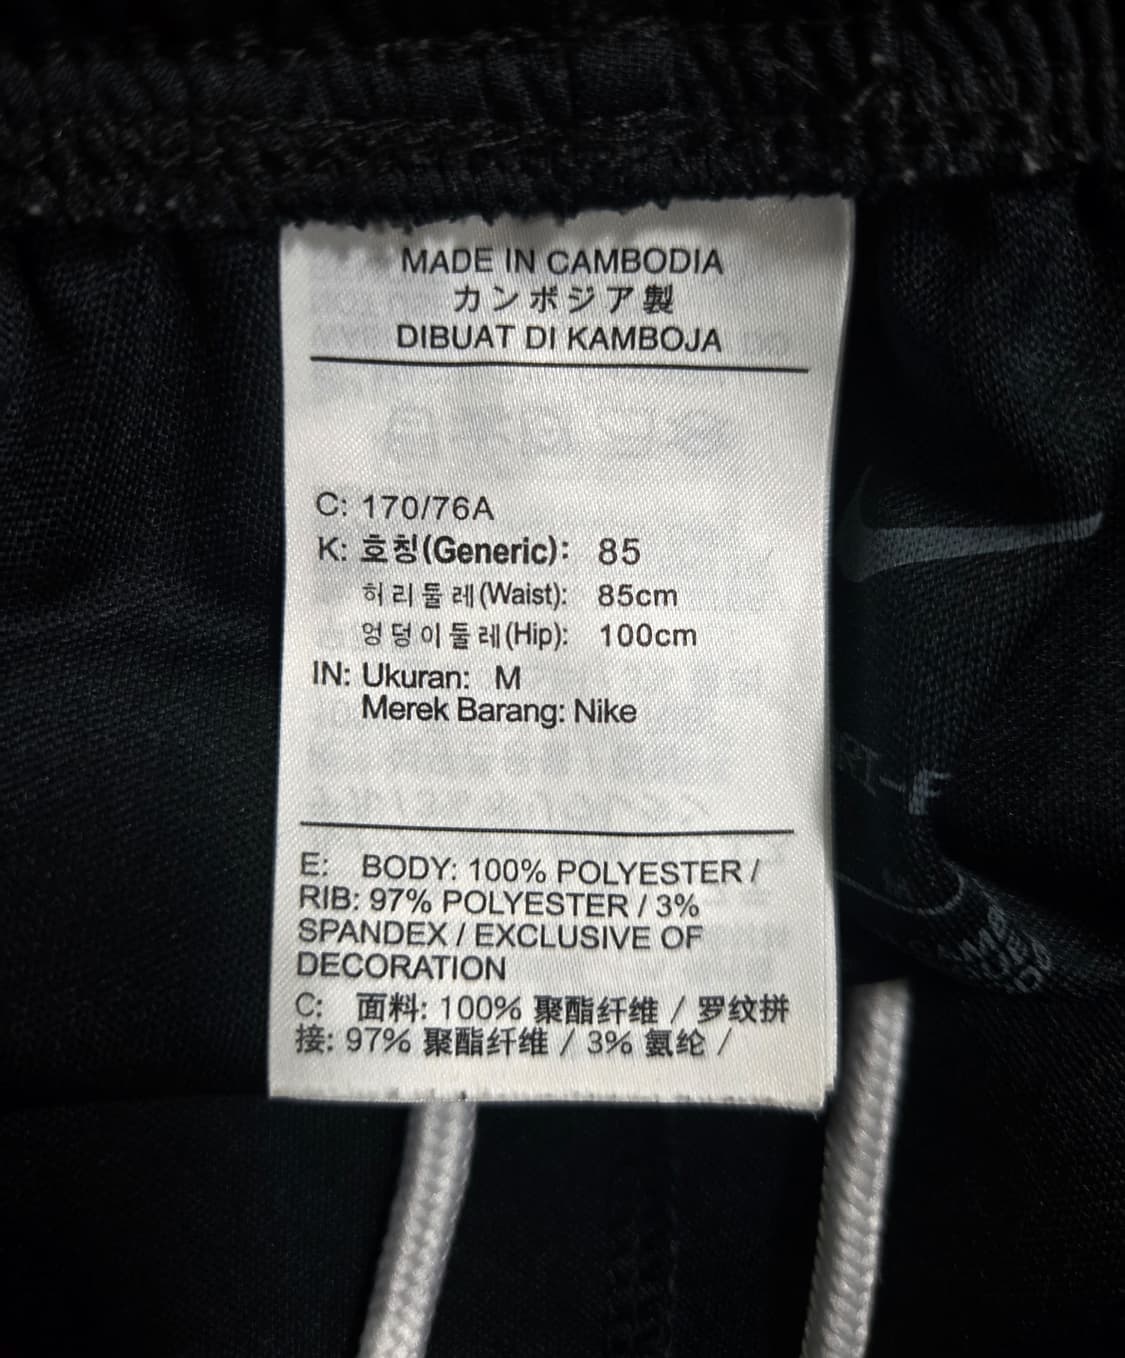 MADE IN CAMBODIA
カンボジア製
DIBUAT DI KAMBOJA
C: 170/76A
K: 호칭(Generic): 85
허리둘레(Waist): 85cm
엉덩이둘레(Hip): 100cm
IN: Ukuran: M
Merek Barang: Nike
E: BODY: 100% POLYESTER /
RIB: 97% POLYESTER / 3%
SPANDEX / EXCLUSIVE OF
DECORATION
C: 面料: 100% 聚酯纤维 / 罗纹拼
接: 97% 聚酯纤维 / 3% 氨纶 /